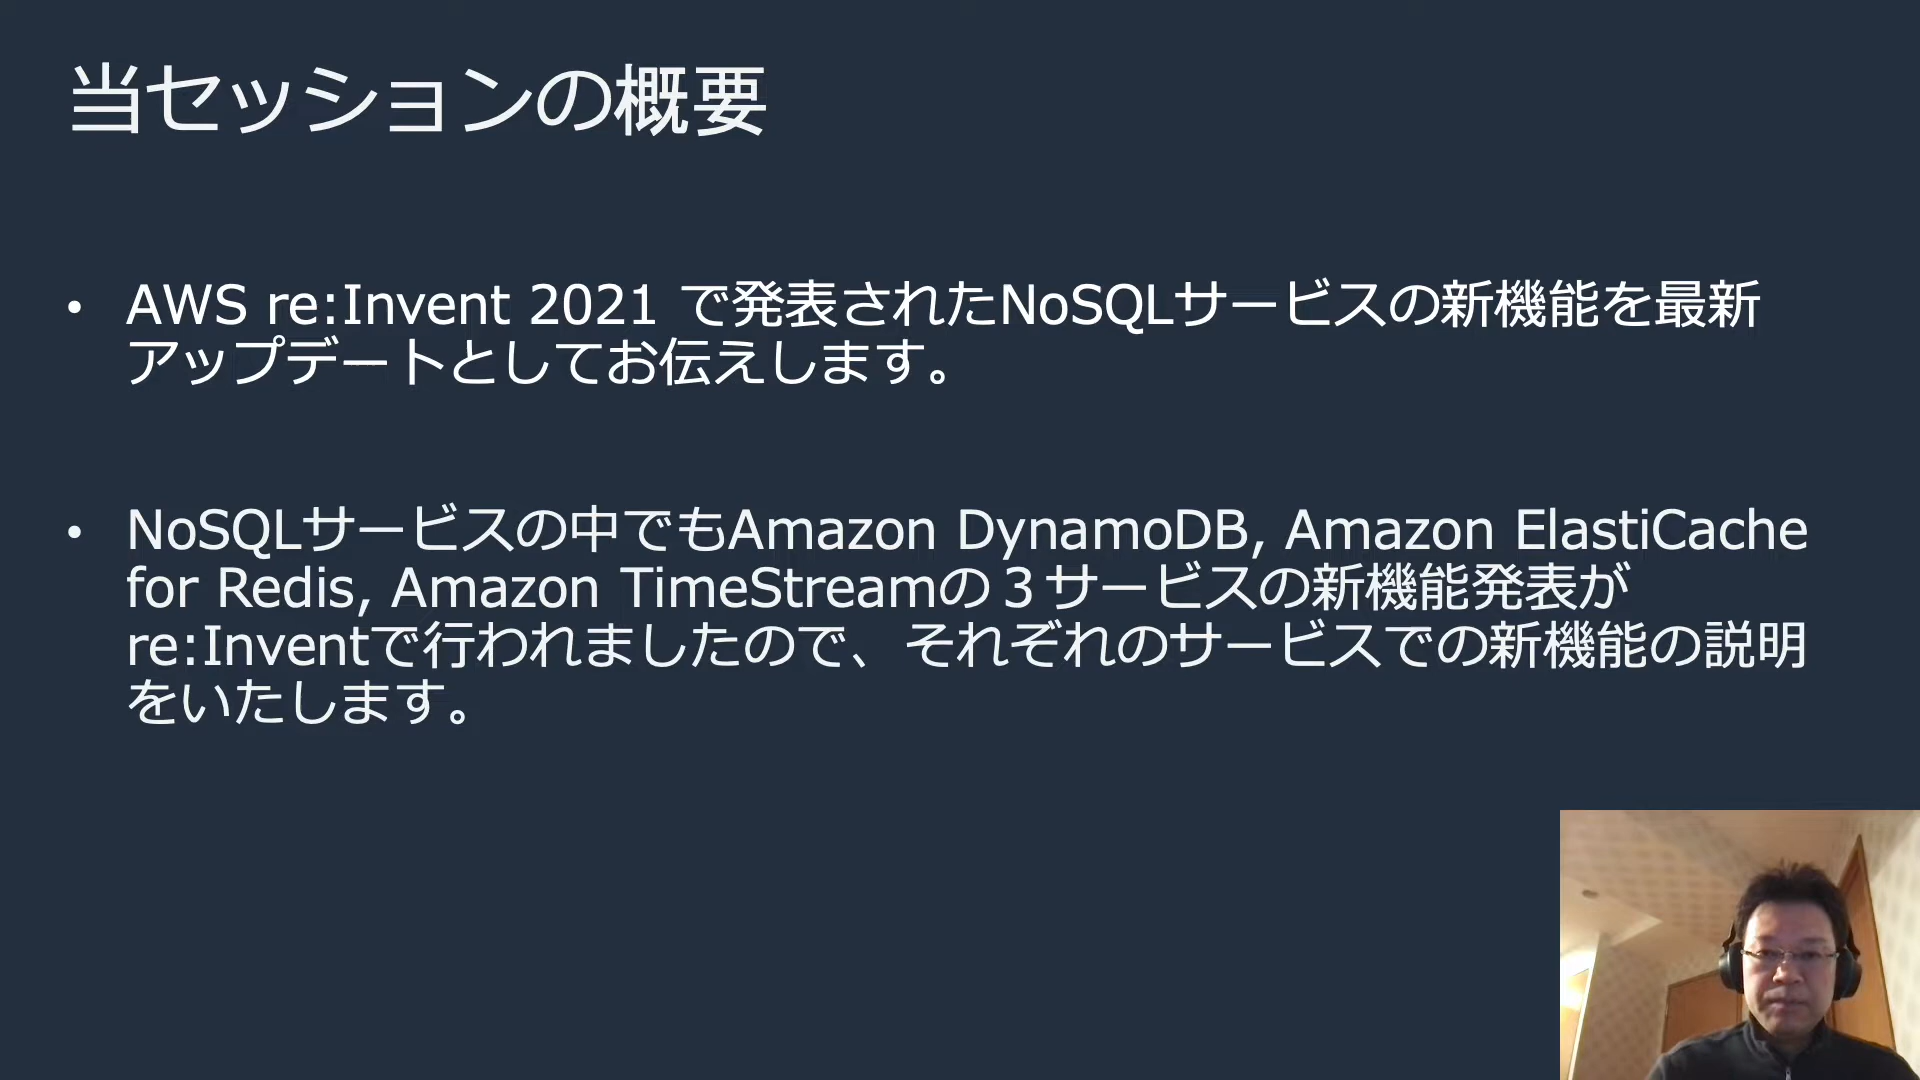 当セッションの概要
• AWS re:Invent 2021 で発表されたNoSQLサービスの新機能を最新
アップデートとしてお伝えします。
• NoSQLサービスの中でもAmazon DynamoDB, Amazon ElastiCache
for Redis, Amazon TimeStreamの３サービスの新機能発表が
re:Inventで行われましたので、それぞれのサービスでの新機能の説明
をいたします。